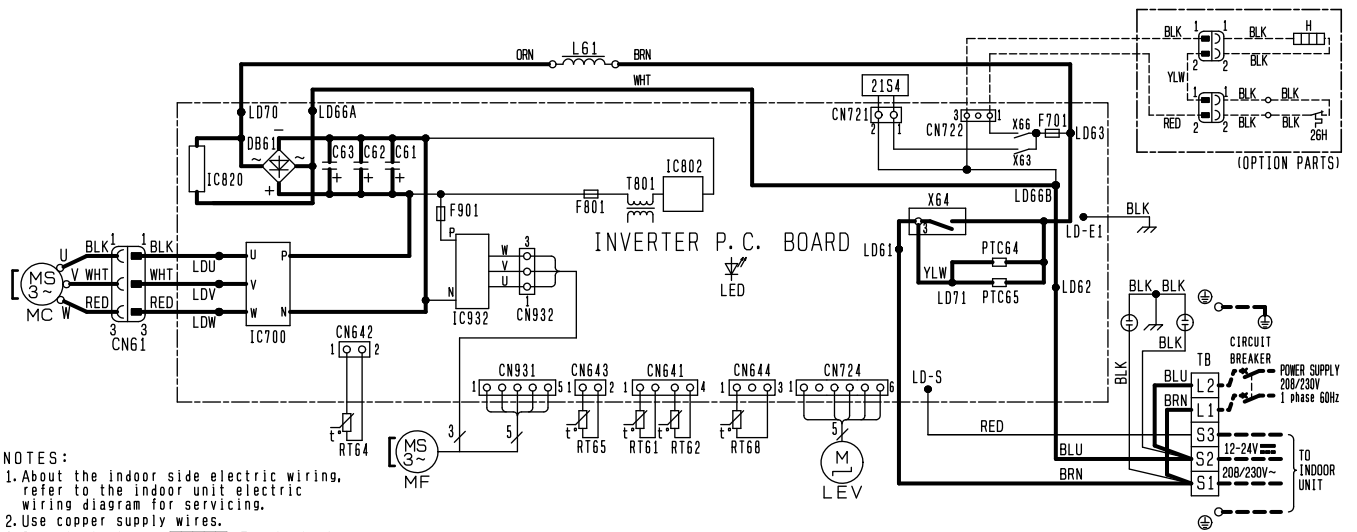 ORN L61 BRN
WHT
BLK 1 1 BLK H
2 2 BLK
YLW
1 1 BLK BLK
RED 2 2 BLK BLK 26H
(OPTION PARTS)
LD70 LD66A
21S4
CN721 2 1
3 1 CN722
X66 F701 LD63
X63
DB61 − ~ ~ +
C63 C62 C61
+ + +
IC820
IC802
T801
F801
F901
LD66B
X64
3
LD61
BLK
LD-E1
INVERTER P.C. BOARD
LED
PTC64
YLW
LD71 PTC65
LD62
U BLK 1 1 BLK LDU U P
MS 3~ V WHT WHT LDV V
MC W RED 3 3 RED LDW W N
CN61
IC700
P
N
IC932
W 3
V
U 1
CN932
CN642
1 2
t° RT64
CN931
1 5
3 5
MS 3~
MF
CN643
1 2
t° RT65
CN641
1 4
t° RT61 t° RT62
CN644
1 3
t° RT68
CN724
1 6
5
M
LEV
LD-S
RED
BLU
BRN
BLK BLK
BLK
BLK
CIRCUIT
BREAKER
TB
BLU L2
BRN L1
S3
S2
S1
POWER SUPPLY
208/230V
1 phase 60Hz
12-24V
208/230V~
TO
INDOOR
UNIT
NOTES:
1. About the indoor side electric wiring,
refer to the indoor unit electric
wiring diagram for servicing.
2. Use copper supply wires.